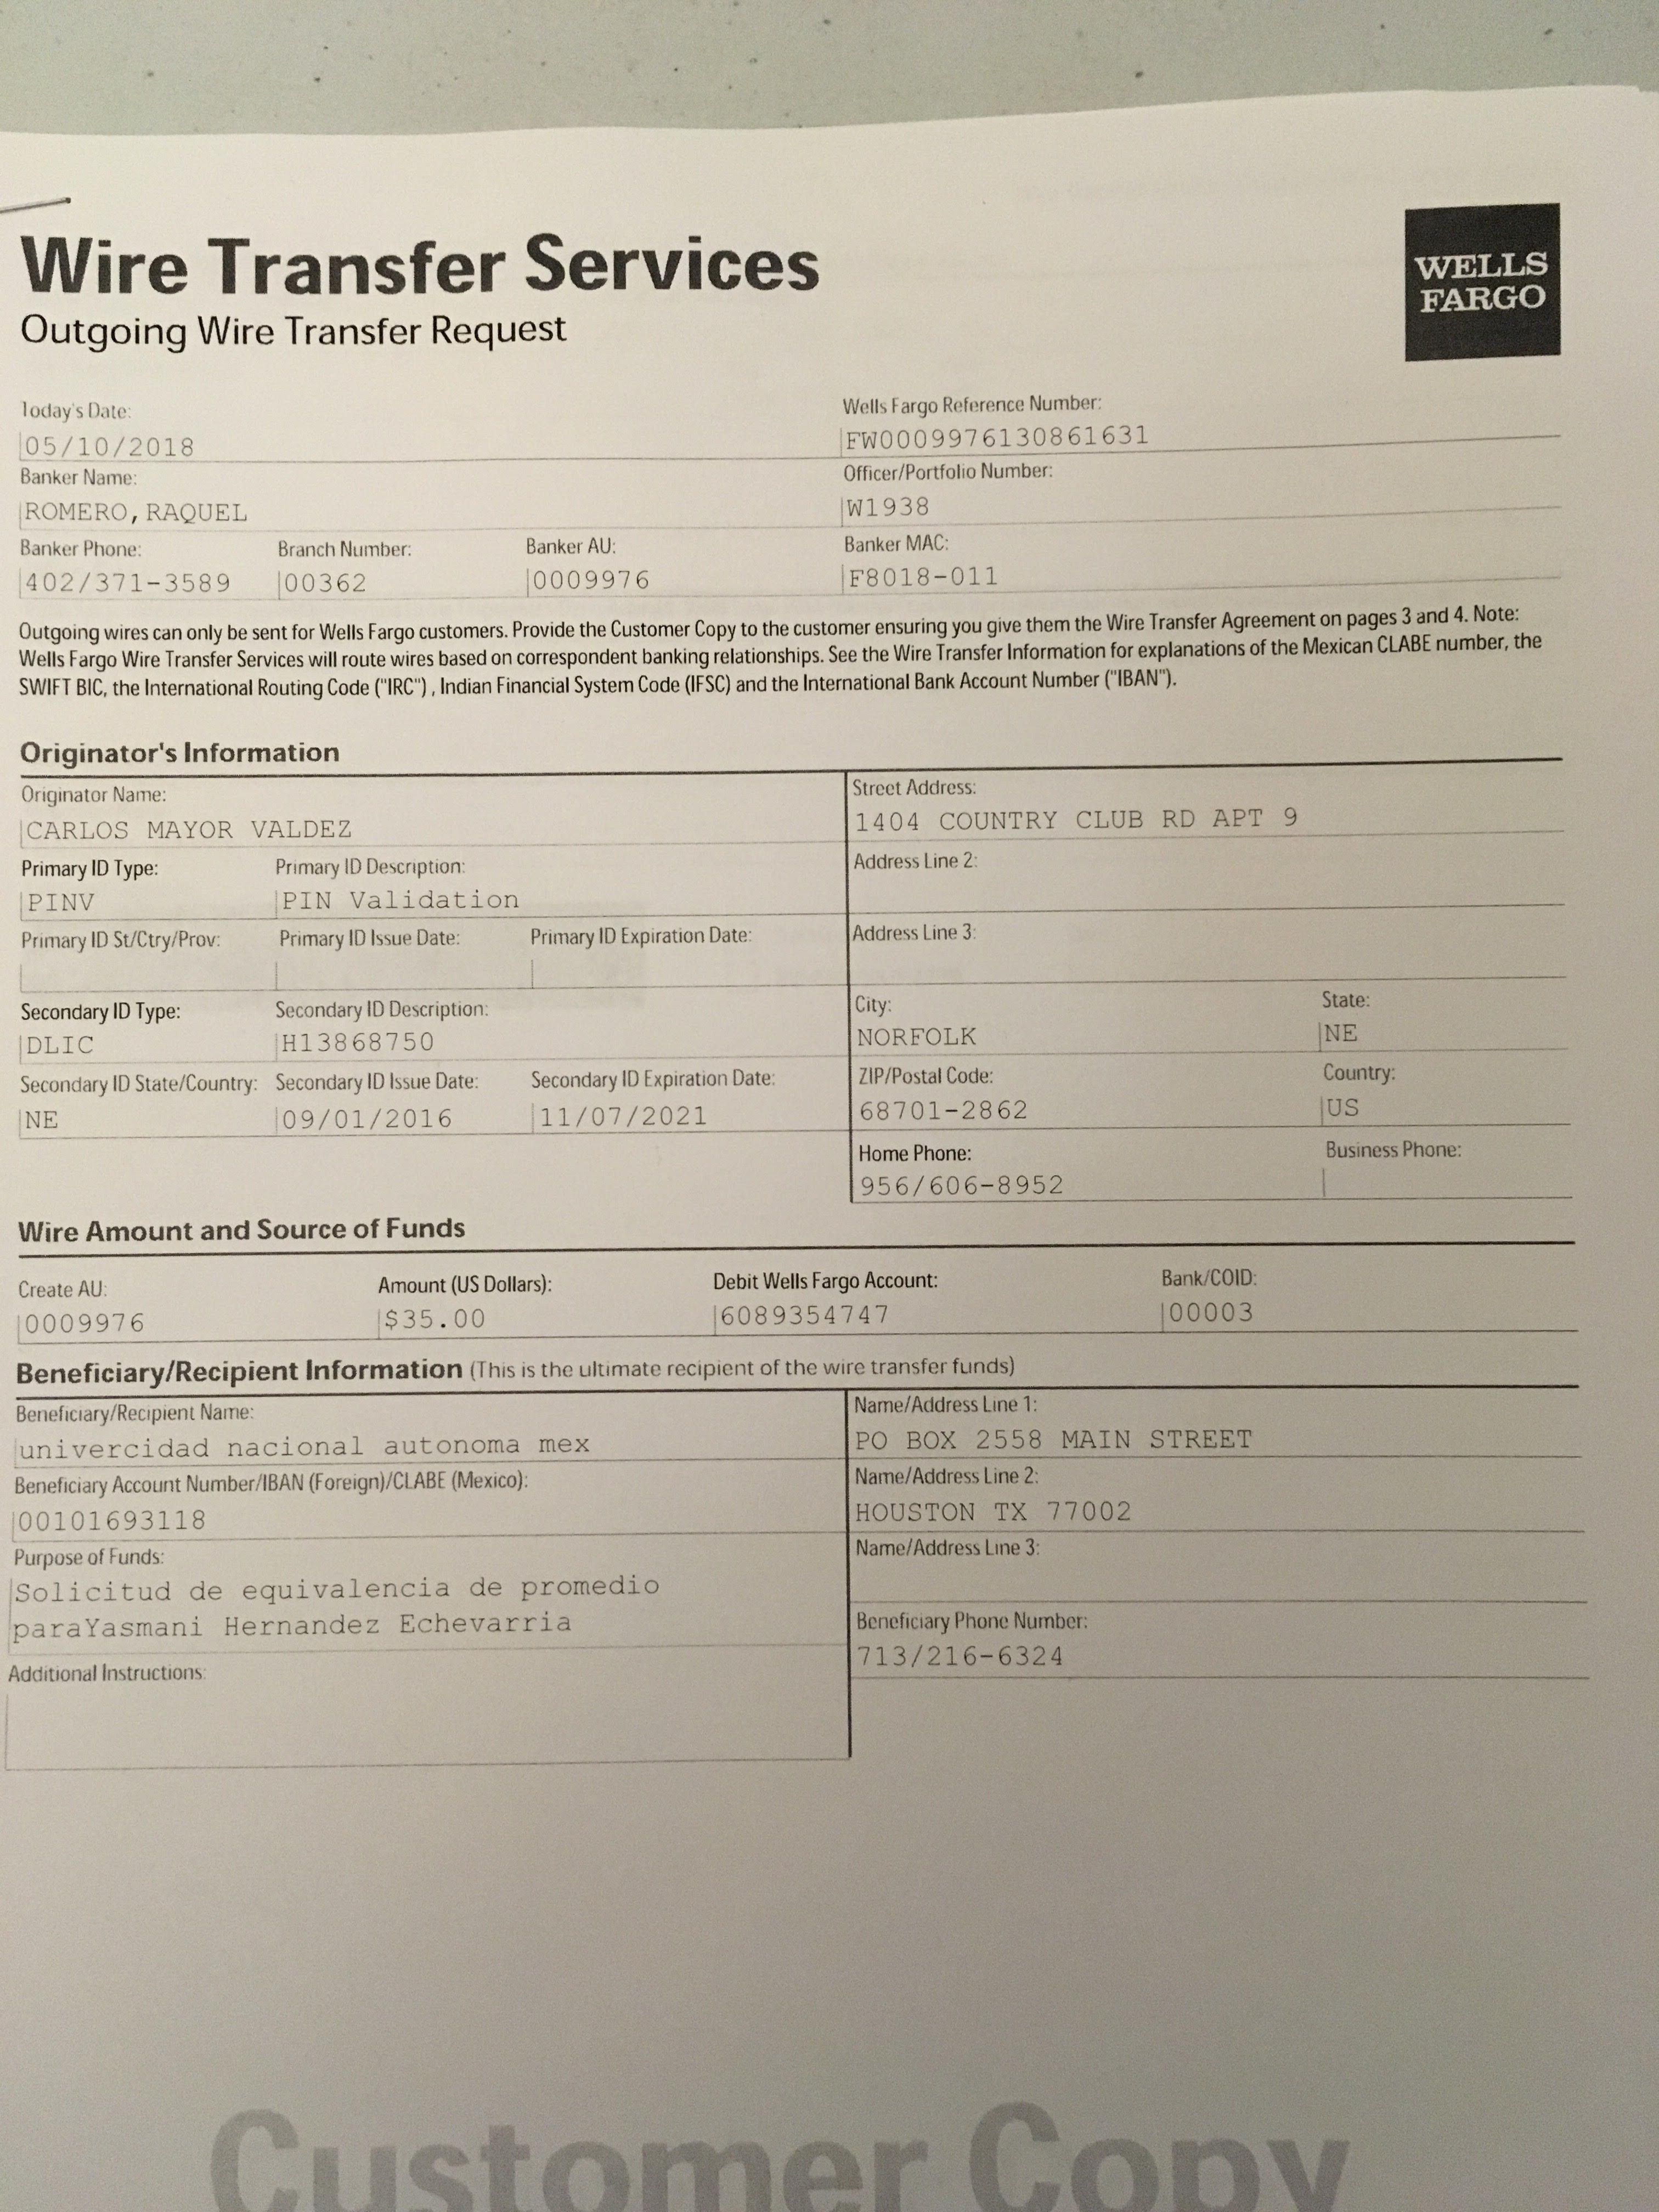 Wire Transfer Services
Outgoing Wire Transfer Request
WELLS
FARGO
Today's Date:
05/10/2018
Wells Fargo Reference Number:
FW0009976130861631
Banker Name:
ROMERO, RAQUEL
Officer/Portfolio Number:
W1938
Banker Phone: Branch Number: Banker AU: Banker MAC:
402/371-3589 00362 0009976 F8018-011
Outgoing wires can only be sent for Wells Fargo customers. Provide the Customer Copy to the customer ensuring you give them the Wire Transfer Agreement on pages 3 and 4. Note:
Wells Fargo Wire Transfer Services will route wires based on correspondent banking relationships. See the Wire Transfer Information for explanations of the Mexican CLABE number, the
SWIFT BIC, the International Routing Code ("IRC") , Indian Financial System Code (IFSC) and the International Bank Account Number ("IBAN").
Originator's Information
Originator Name:
CARLOS MAYOR VALDEZ
Primary ID Type: Primary ID Description:
PINV PIN Validation
Primary ID St/Ctry/Prov: Primary ID Issue Date: Primary ID Expiration Date:
Secondary ID Type: Secondary ID Description:
DLIC H13868750
Secondary ID State/Country: Secondary ID Issue Date: Secondary ID Expiration Date:
NE 09/01/2016 11/07/2021
Street Address:
1404 COUNTRY CLUB RD APT 9
Address Line 2:
Address Line 3:
City: State:
NORFOLK NE
ZIP/Postal Code: Country:
68701-2862 US
Home Phone: Business Phone:
956/606-8952
Wire Amount and Source of Funds
Create AU: Amount (US Dollars): Debit Wells Fargo Account: Bank/COID:
0009976 $35.00 6089354747 00003
Beneficiary/Recipient Information (This is the ultimate recipient of the wire transfer funds)
Beneficiary/Recipient Name:
univercidad nacional autonoma mex
Beneficiary Account Number/IBAN (Foreign)/CLABE (Mexico):
00101693118
Purpose of Funds:
Solicitud de equivalencia de promedio
paraYasmani Hernandez Echevarria
Additional Instructions:
Name/Address Line 1:
PO BOX 2558 MAIN STREET
Name/Address Line 2:
HOUSTON TX 77002
Name/Address Line 3:
Beneficiary Phone Number:
713/216-6324
Customer Copy